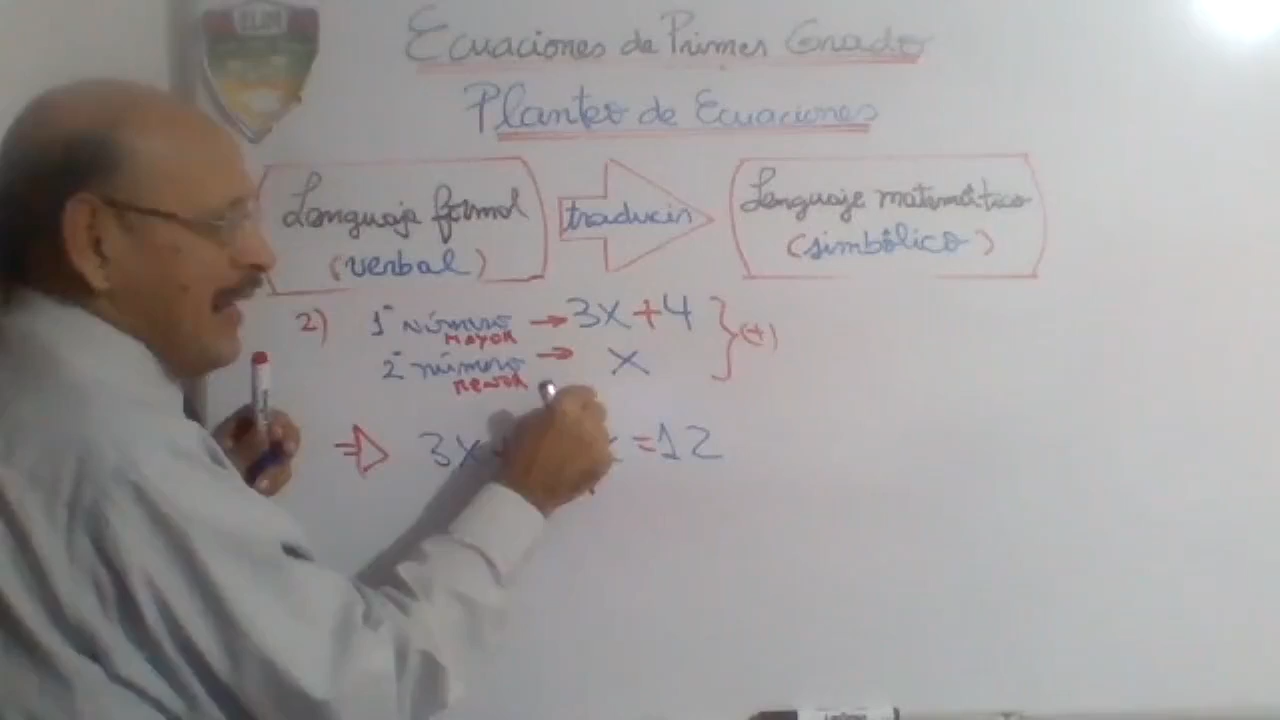 Ecuaciones de Primer Grado
Planteo de Ecuaciones
Lenguaje formal
(verbal)
traducir
Lenguaje matemático
(simbólico)
2) 1° número → 3x + 4
MAYOR
(+)
2° número → x
MENOR
⇒ 3x = 12